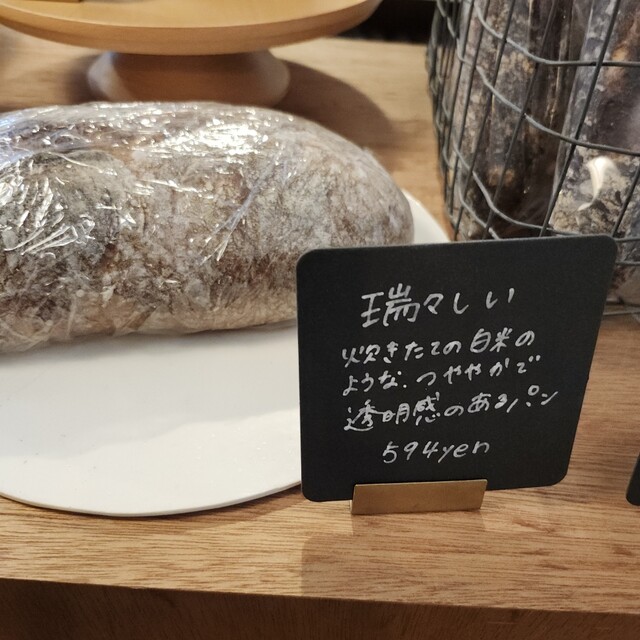 瑞々しい
炊きたての白米の
ような、つややかで
透明感のあるパン
594yen